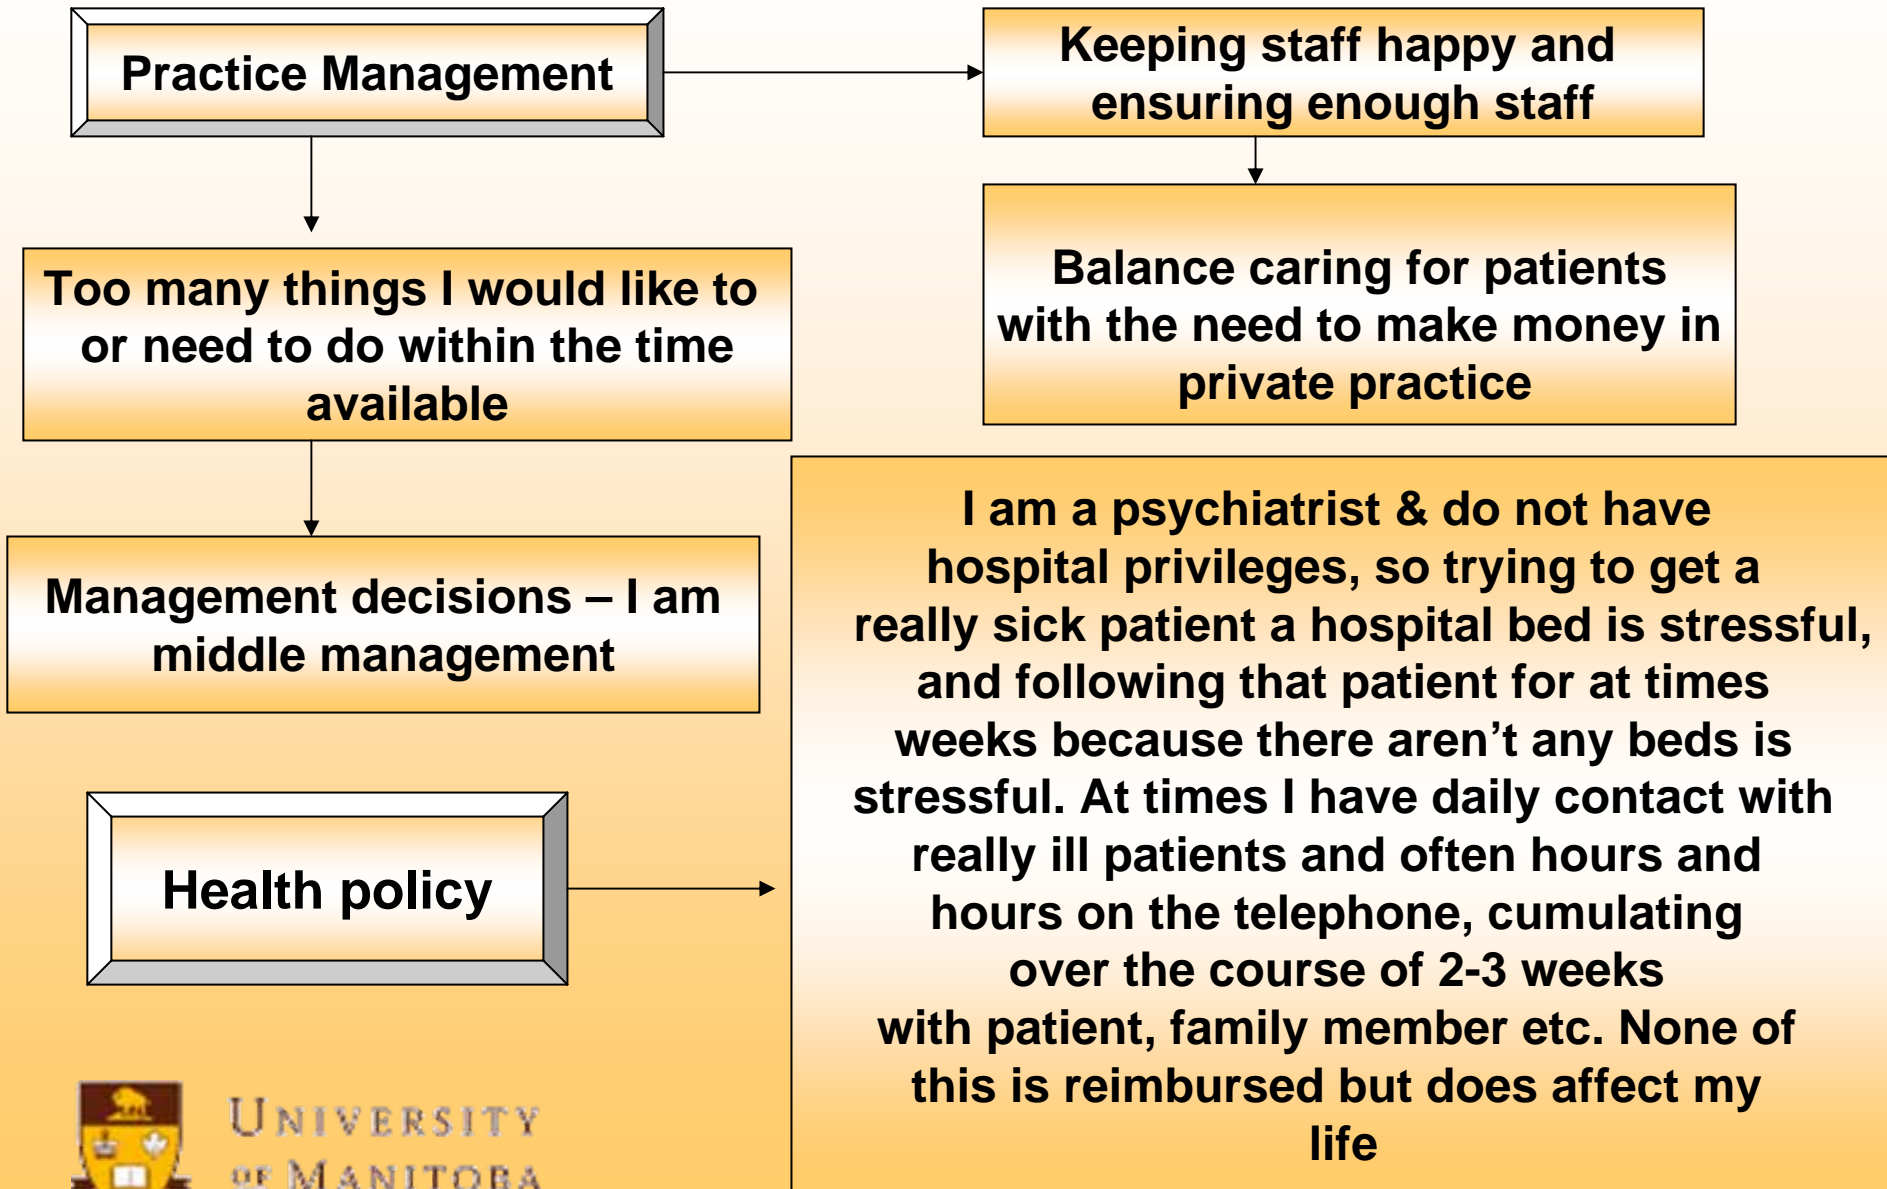 Practice Management
Keeping staff happy and
ensuring enough staff
Too many things I would like to
or need to do within the time
available
Balance caring for patients
with the need to make money in
private practice
Management decisions – I am
middle management
Health policy
I am a psychiatrist & do not have
hospital privileges, so trying to get a
really sick patient a hospital bed is stressful,
and following that patient for at times
weeks because there aren’t any beds is
stressful. At times I have daily contact with
really ill patients and often hours and
hours on the telephone, cumulating
over the course of 2-3 weeks
with patient, family member etc. None of
this is reimbursed but does affect my
life
UNIVERSITY
OF MANITOBA